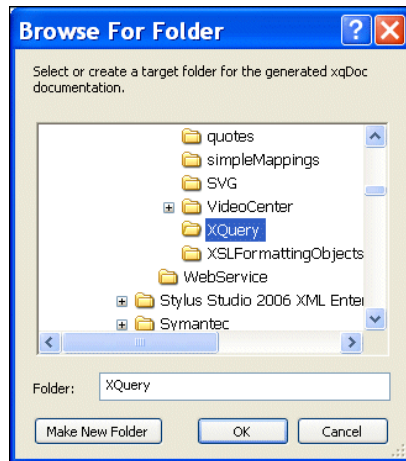 Browse For Folder
Select or create a target folder for the generated xqDoc
documentation.
quotes
simpleMappings
SVG
VideoCenter
XQuery
XSLFormattingObjects
WebService
Stylus Studio 2006 XML Enter
Symantec
Folder: XQuery
Make New Folder OK Cancel